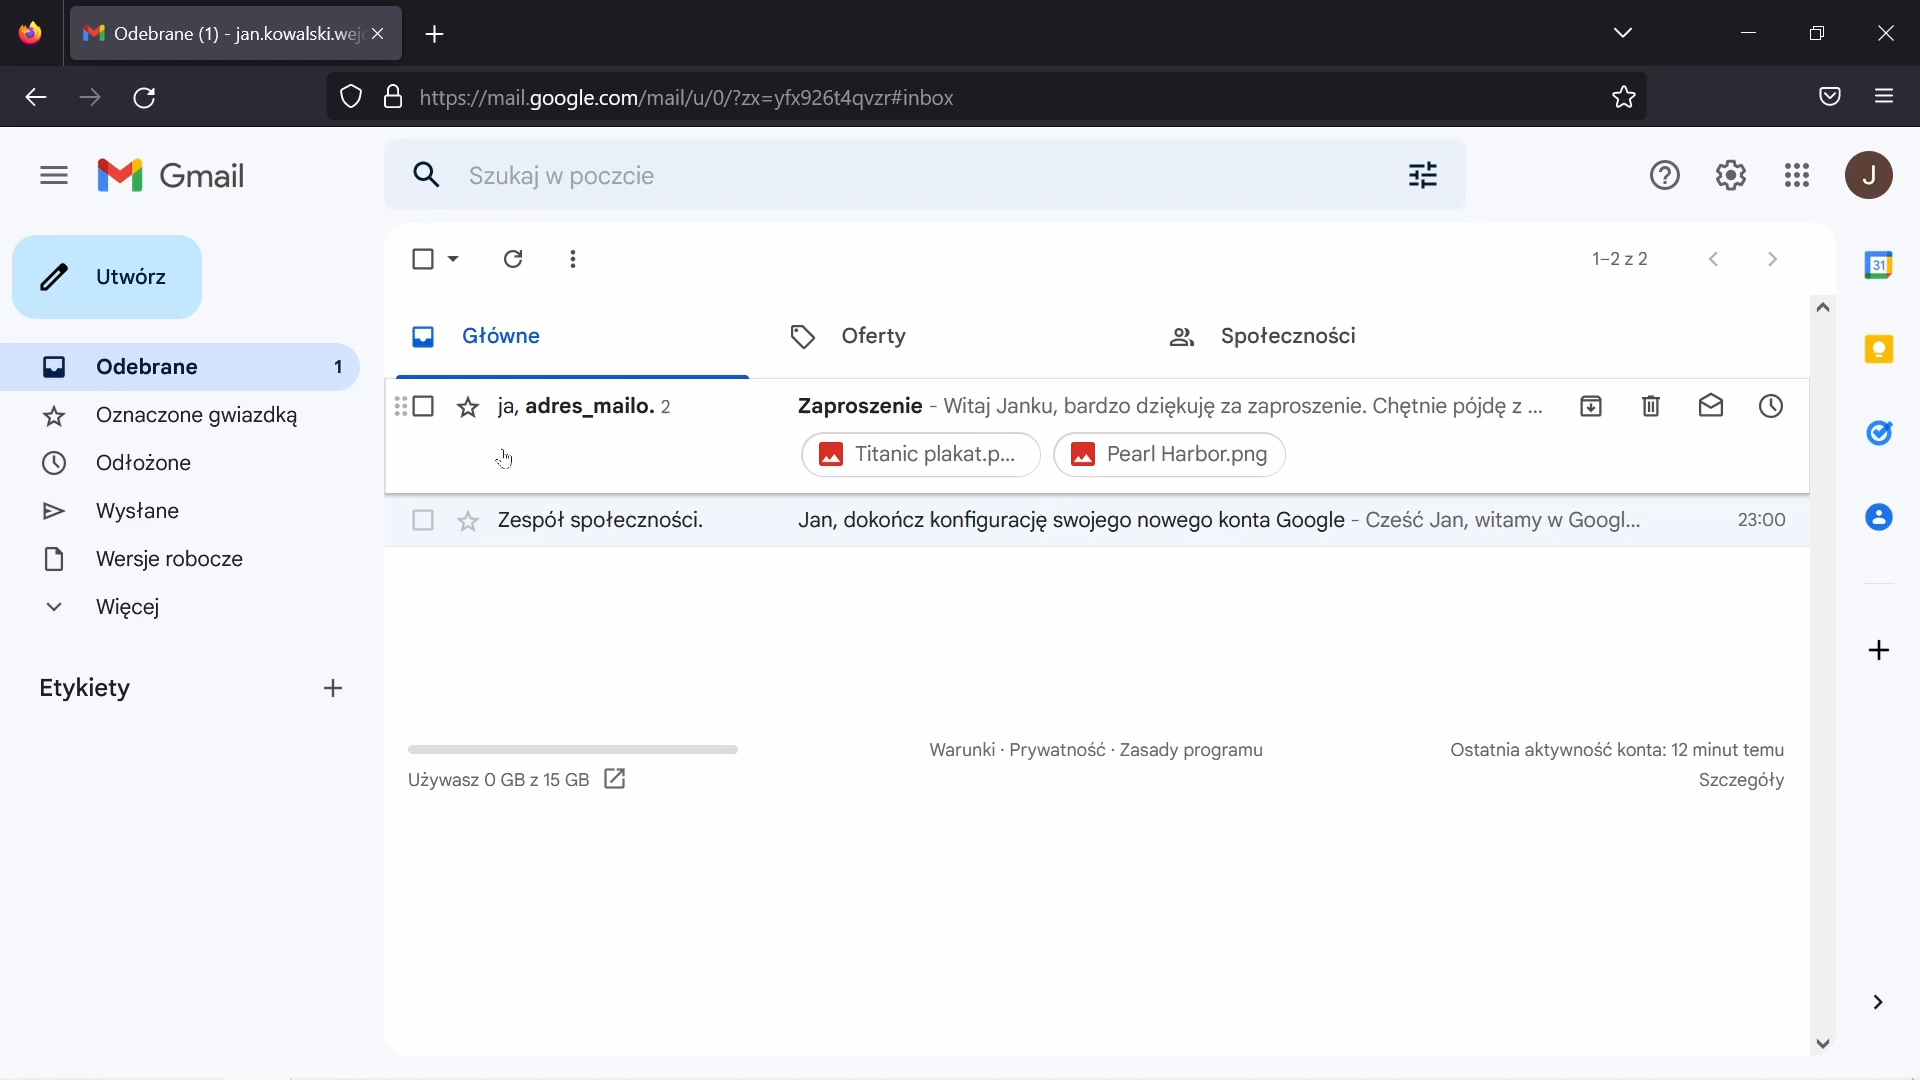 Odebrane (1) - jan.kowalski.wej
https://mail.google.com/mail/u/0/?zx=yfx926t4qvzr#inbox
Gmail
Szukaj w poczcie
J
Utwórz
1–2 z 2
31
Główne
Oferty
Społeczności
Odebrane 1
Oznaczone gwiazdką
Odłożone
Wysłane
Wersje robocze
Więcej
Etykiety
ja, adres_mailo. 2 Zaproszenie - Witaj Janku, bardzo dziękuję za zaproszenie. Chętnie pójdę z ...
Titanic plakat.p... Pearl Harbor.png
Zespół społeczności. Jan, dokończ konfigurację swojego nowego konta Google - Cześć Jan, witamy w Googl... 23:00
Używasz 0 GB z 15 GB
Warunki · Prywatność · Zasady programu
Ostatnia aktywność konta: 12 minut temu
Szczegóły